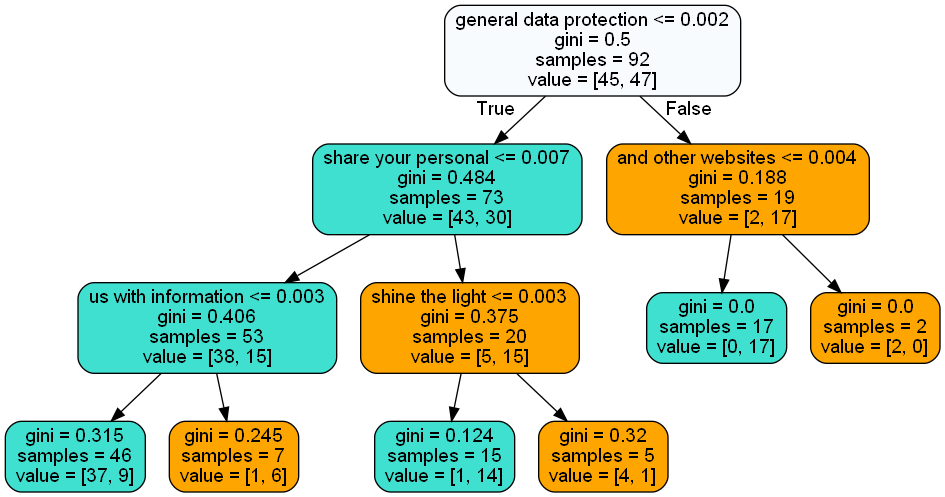 general data protection <= 0.002
gini = 0.5
samples = 92
value = [45, 47]
True
False
share your personal <= 0.007
gini = 0.484
samples = 73
value = [43, 30]
and other websites <= 0.004
gini = 0.188
samples = 19
value = [2, 17]
us with information <= 0.003
gini = 0.406
samples = 53
value = [38, 15]
shine the light <= 0.003
gini = 0.375
samples = 20
value = [5, 15]
gini = 0.0
samples = 17
value = [0, 17]
gini = 0.0
samples = 2
value = [2, 0]
gini = 0.315
samples = 46
value = [37, 9]
gini = 0.245
samples = 7
value = [1, 6]
gini = 0.124
samples = 15
value = [1, 14]
gini = 0.32
samples = 5
value = [4, 1]